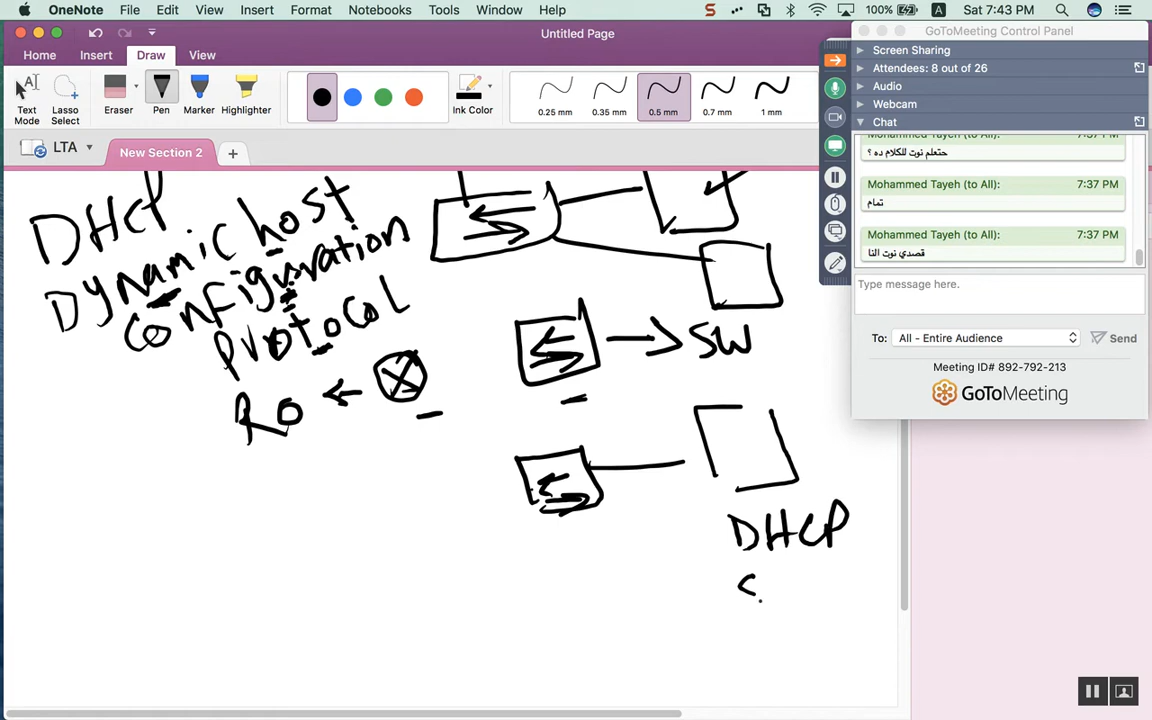 OneNote File Edit View Insert Format Notebooks Tools Window Help
100% A Sat 7:43 PM
Untitled Page
Home Insert Draw View
Text Mode
Lasso Select
Eraser
Pen
Marker
Highlighter
Ink Color
0.25 mm
0.35 mm
0.5 mm
0.7 mm
1 mm
LTA
New Section 2
GoToMeeting Control Panel
Screen Sharing
Attendees: 8 out of 26
Audio
Webcam
Chat
Mohammed Tayeh (to All): 7:37 PM
حتعلم نوت للكلام ده ؟
Mohammed Tayeh (to All): 7:37 PM
تمام
Mohammed Tayeh (to All): 7:37 PM
قصدي نوت النا
Type message here.
To: All - Entire Audience
Send
Meeting ID# 892-792-213
GoToMeeting
DHCP
Dynamic host
configuration
protocol
SW
Ro
DHCP
S